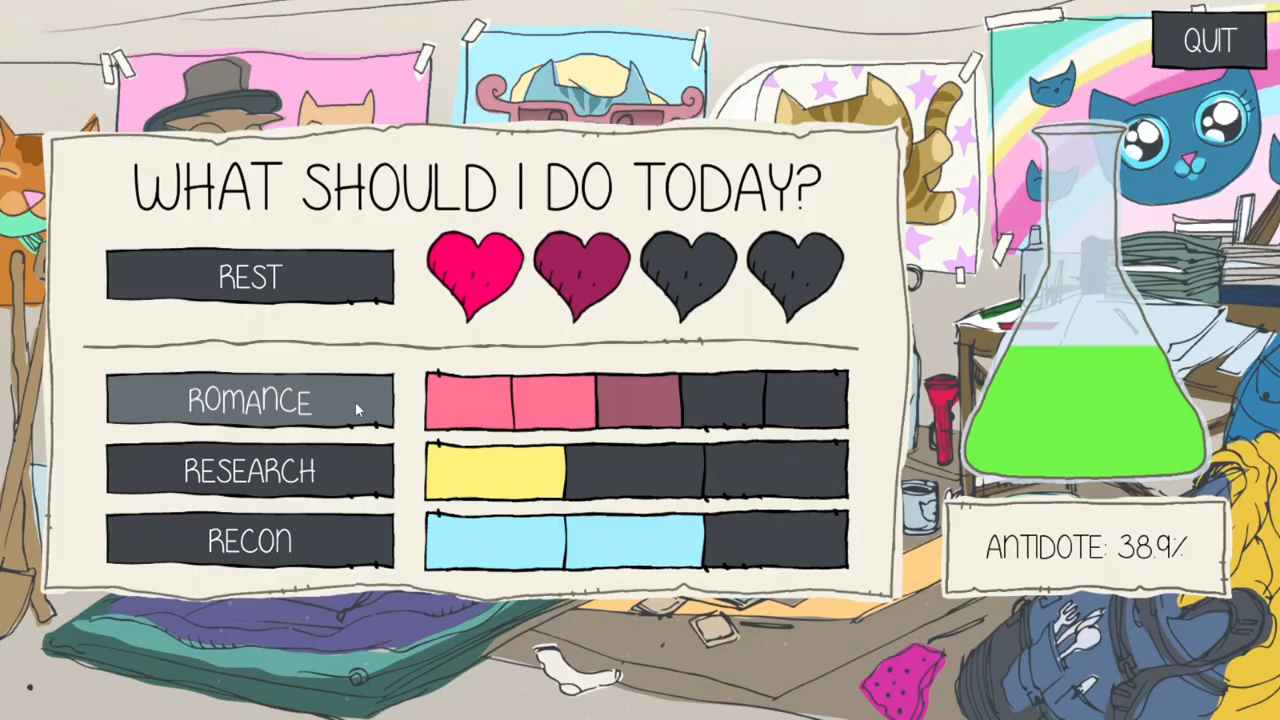 QUIT
WHAT SHOULD I DO TODAY?
REST
ROMANCE
RESEARCH
RECON
ANTIDOTE: 38.9%